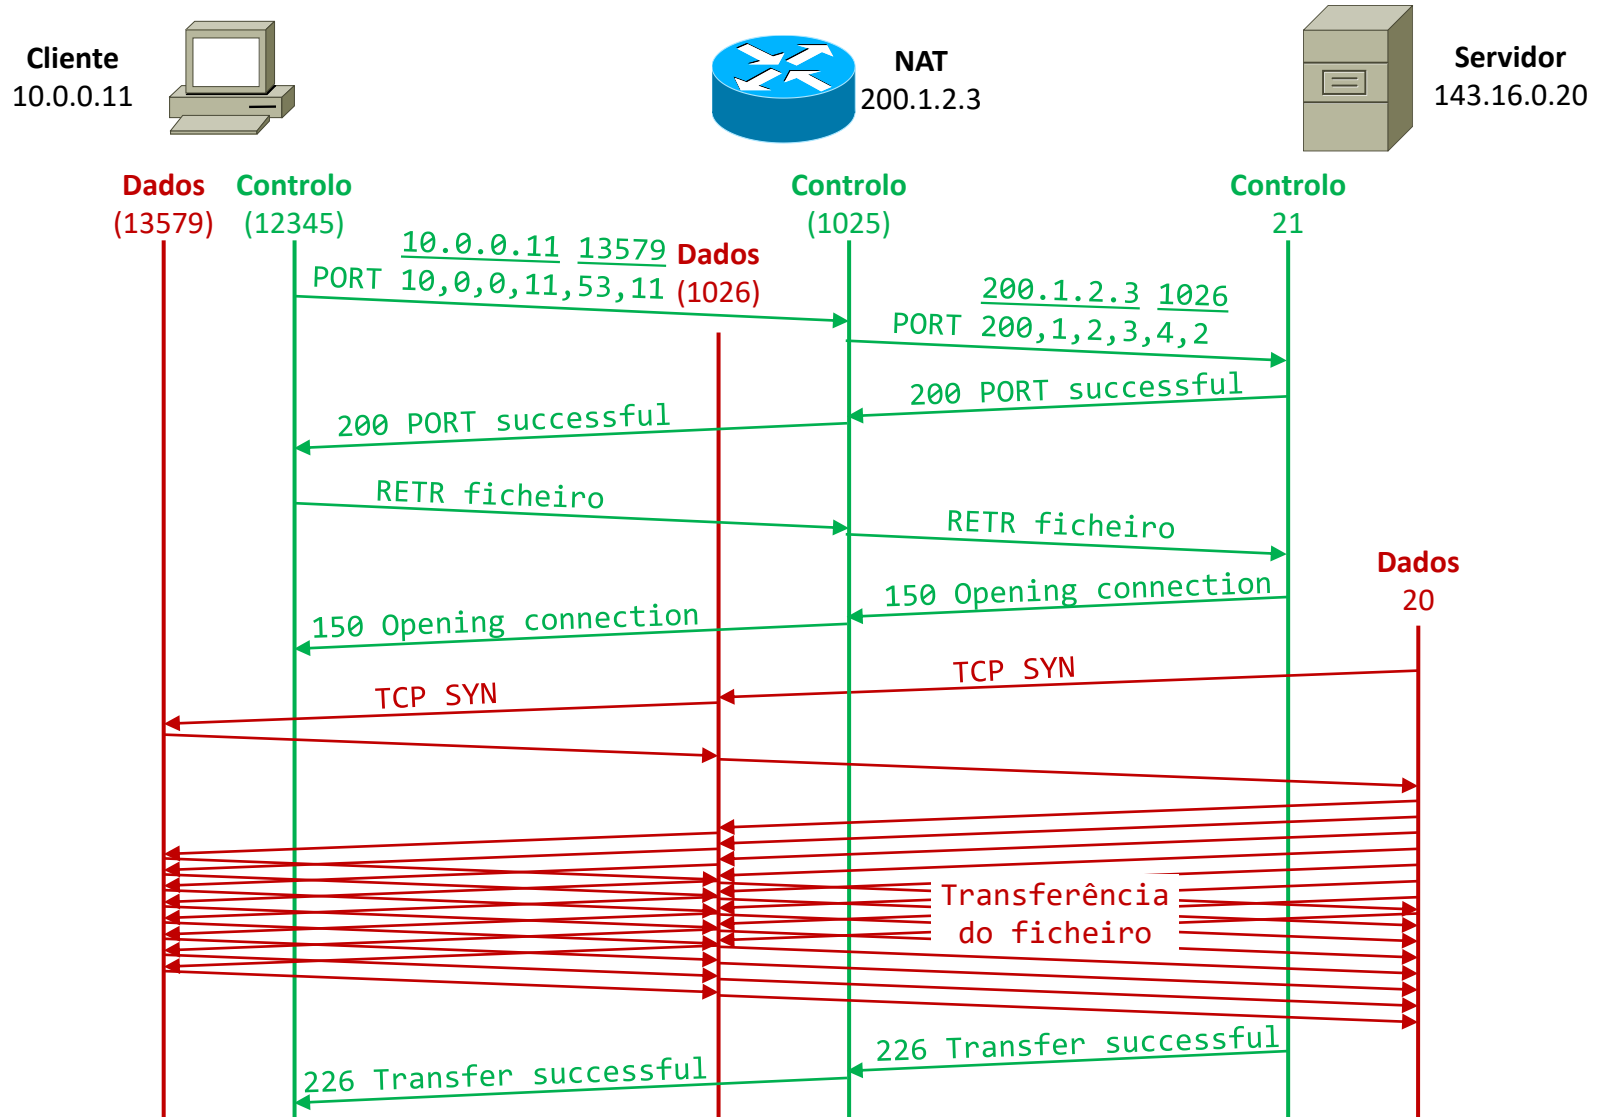 Cliente
10.0.0.11
NAT
200.1.2.3
Servidor
143.16.0.20
Dados
(13579)
Controlo
(12345)
Controlo
(1025)
Controlo
21
10.0.0.11 13579
PORT 10,0,0,11,53,11
Dados
(1026)
200.1.2.3 1026
PORT 200,1,2,3,4,2
200 PORT successful
200 PORT successful
RETR ficheiro
RETR ficheiro
Dados
20
150 Opening connection
150 Opening connection
TCP SYN
TCP SYN
Transferência
do ficheiro
226 Transfer successful
226 Transfer successful